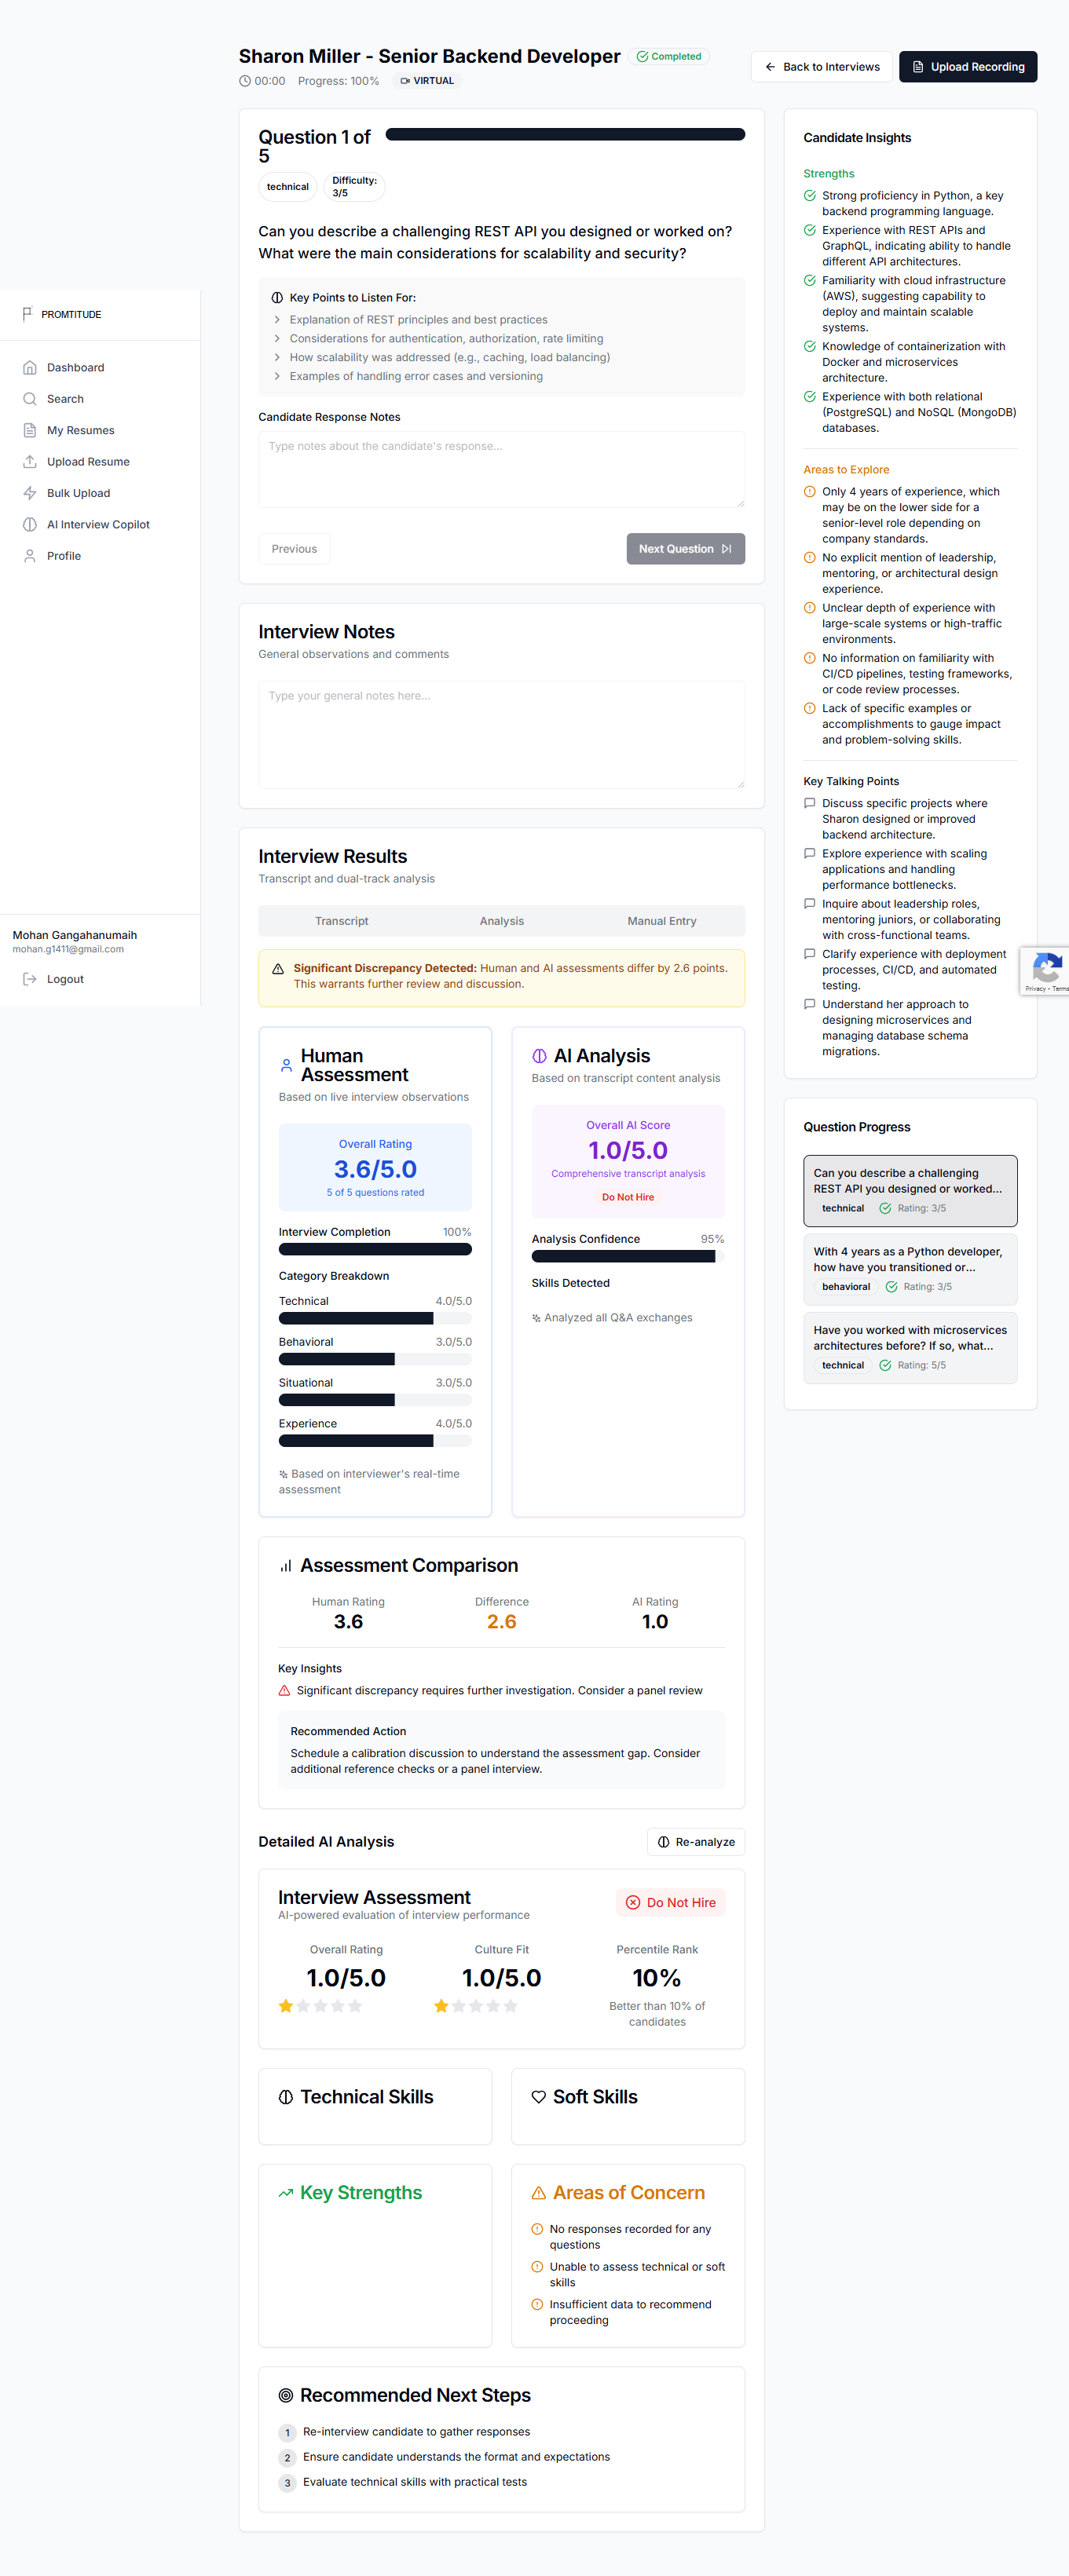 Sharon Miller - Senior Backend Developer
Completed
00:00
Progress: 100%
VIRTUAL
Back to Interviews
Upload Recording
PROMTITUDE
Dashboard
Search
My Resumes
Upload Resume
Bulk Upload
AI Interview Copilot
Profile
Mohan Gangahanumaih
mohan.g1411@gmail.com
Logout
Question 1 of
5
technical
Difficulty:
3/5
Can you describe a challenging REST API you designed or worked on?
What were the main considerations for scalability and security?
Key Points to Listen For:
Explanation of REST principles and best practices
Considerations for authentication, authorization, rate limiting
How scalability was addressed (e.g., caching, load balancing)
Examples of handling error cases and versioning
Candidate Response Notes
Type notes about the candidate's response...
Previous
Next Question
Interview Notes
General observations and comments
Type your general notes here...
Interview Results
Transcript and dual-track analysis
Transcript
Analysis
Manual Entry
Significant Discrepancy Detected: Human and AI assessments differ by 2.6 points.
This warrants further review and discussion.
Human
Assessment
Based on live interview observations
Overall Rating
3.6/5.0
5 of 5 questions rated
Interview Completion 100%
Category Breakdown
Technical 4.0/5.0
Behavioral 3.0/5.0
Situational 3.0/5.0
Experience 4.0/5.0
Based on interviewer's real-time
assessment
AI Analysis
Based on transcript content analysis
Overall AI Score
1.0/5.0
Comprehensive transcript analysis
Do Not Hire
Analysis Confidence 95%
Skills Detected
Analyzed all Q&A exchanges
Assessment Comparison
Human Rating
3.6
Difference
2.6
AI Rating
1.0
Key Insights
Significant discrepancy requires further investigation. Consider a panel review
Recommended Action
Schedule a calibration discussion to understand the assessment gap. Consider
additional reference checks or a panel interview.
Detailed AI Analysis
Re-analyze
Interview Assessment
AI-powered evaluation of interview performance
Do Not Hire
Overall Rating
1.0/5.0
Culture Fit
1.0/5.0
Percentile Rank
10%
Better than 10% of
candidates
Technical Skills
Soft Skills
Key Strengths
Areas of Concern
No responses recorded for any
questions
Unable to assess technical or soft
skills
Insufficient data to recommend
proceeding
Recommended Next Steps
1 Re-interview candidate to gather responses
2 Ensure candidate understands the format and expectations
3 Evaluate technical skills with practical tests
Candidate Insights
Strengths
Strong proficiency in Python, a key
backend programming language.
Experience with REST APIs and
GraphQL, indicating ability to handle
different API architectures.
Familiarity with cloud infrastructure
(AWS), suggesting capability to
deploy and maintain scalable
systems.
Knowledge of containerization with
Docker and microservices
architecture.
Experience with both relational
(PostgreSQL) and NoSQL (MongoDB)
databases.
Areas to Explore
Only 4 years of experience, which
may be on the lower side for a
senior-level role depending on
company standards.
No explicit mention of leadership,
mentoring, or architectural design
experience.
Unclear depth of experience with
large-scale systems or high-traffic
environments.
No information on familiarity with
CI/CD pipelines, testing frameworks,
or code review processes.
Lack of specific examples or
accomplishments to gauge impact
and problem-solving skills.
Key Talking Points
Discuss specific projects where
Sharon designed or improved
backend architecture.
Explore experience with scaling
applications and handling
performance bottlenecks.
Inquire about leadership roles,
mentoring juniors, or collaborating
with cross-functional teams.
Clarify experience with deployment
processes, CI/CD, and automated
testing.
Understand her approach to
designing microservices and
managing database schema
migrations.
Privacy - Terms
Question Progress
Can you describe a challenging
REST API you designed or worked...
technical
Rating: 3/5
With 4 years as a Python developer,
how have you transitioned or...
behavioral
Rating: 3/5
Have you worked with microservices
architectures before? If so, what...
technical
Rating: 5/5